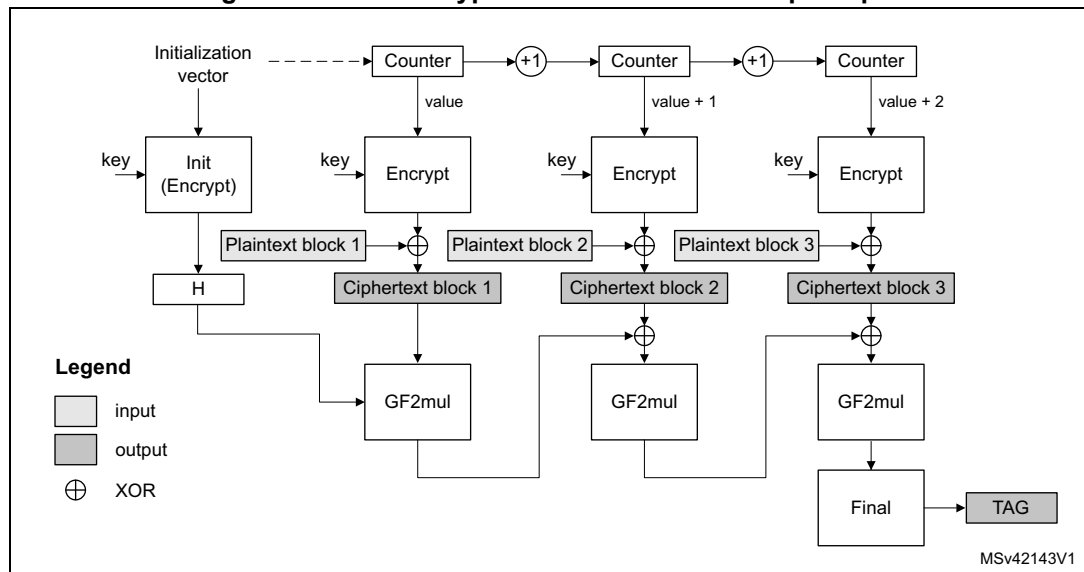 Initialization
vector
Counter
+1
Counter
+1
Counter
value
value + 1
value + 2
key
Init
(Encrypt)
key
Encrypt
key
Encrypt
key
Encrypt
Plaintext block 1
Plaintext block 2
Plaintext block 3
H
Ciphertext block 1
Ciphertext block 2
Ciphertext block 3
Legend
input
output
XOR
GF2mul
GF2mul
GF2mul
Final
TAG
MSv42143V1